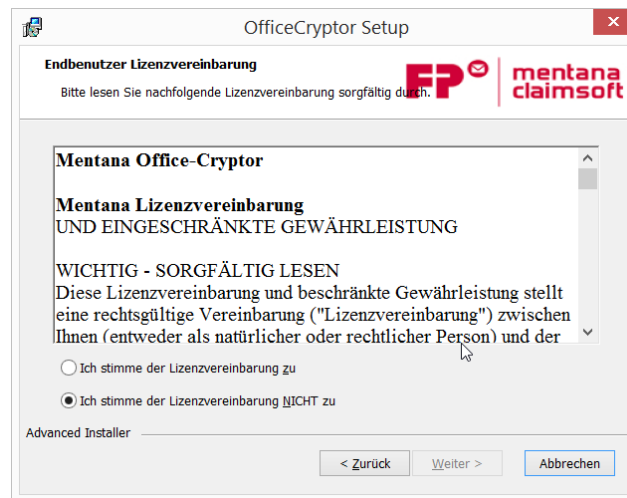 OfficeCryptor Setup
Endbenutzer Lizenzvereinbarung
Bitte lesen Sie nachfolgende Lizenzvereinbarung sorgfältig durch.
FP
mentana
claimsoft
Mentana Office-Cryptor
Mentana Lizenzvereinbarung
UND EINGESCHRÄNKTE GEWÄHRLEISTUNG
WICHTIG - SORGFÄLTIG LESEN
Diese Lizenzvereinbarung und beschränkte Gewährleistung stellt
eine rechtsgültige Vereinbarung ("Lizenzvereinbarung") zwischen
Ihnen (entweder als natürlicher oder rechtlicher Person) und der
Ich stimme der Lizenzvereinbarung zu
Ich stimme der Lizenzvereinbarung NICHT zu
Advanced Installer
< Zurück Weiter > Abbrechen